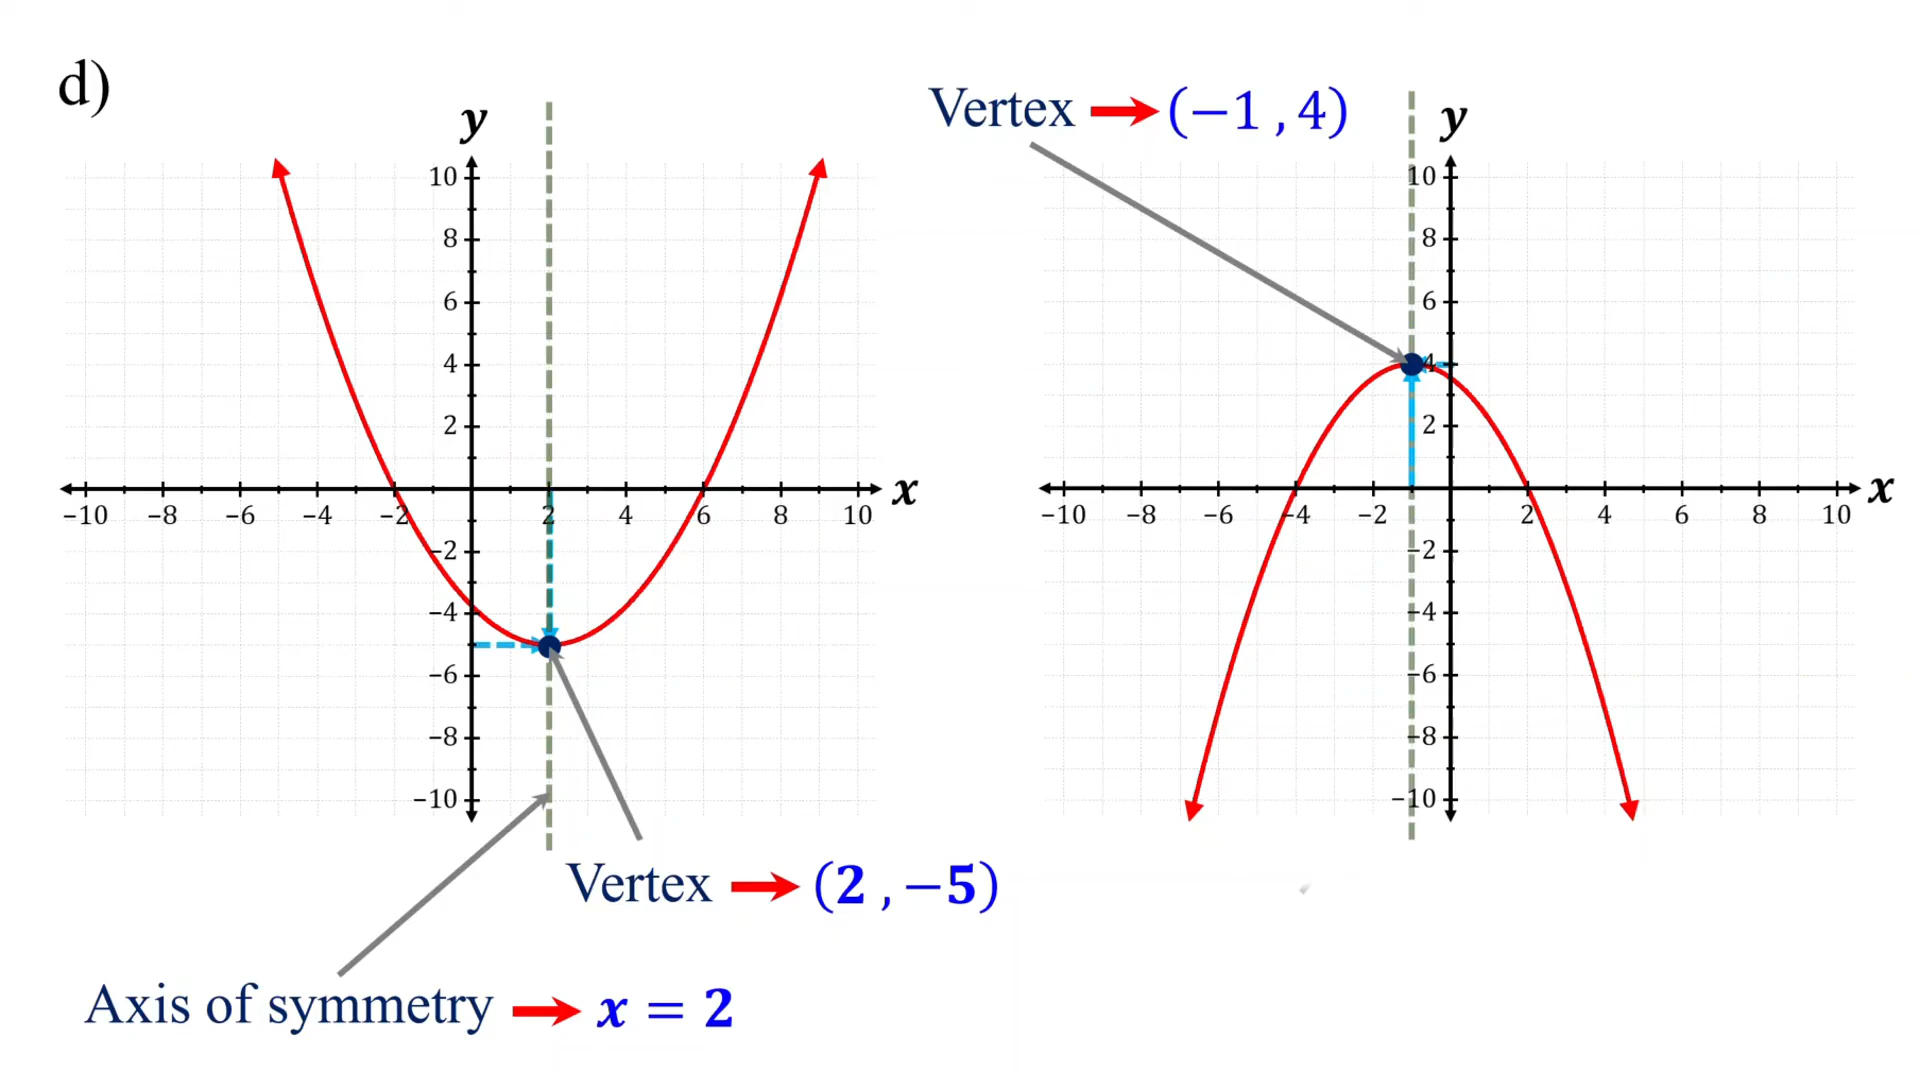 d)
Vertex (−1 , 4)
y
10
8
6
4
2
−2
−4
−6
−8
−10
−10 −8 −6 −4 −2 2 4 6 8 10 x
y
10
8
6
4
2
−2
−4
−6
−8
−10
−10 −8 −6 −4 −2 2 4 6 8 10 x
Vertex (2 , −5)
Axis of symmetry x = 2